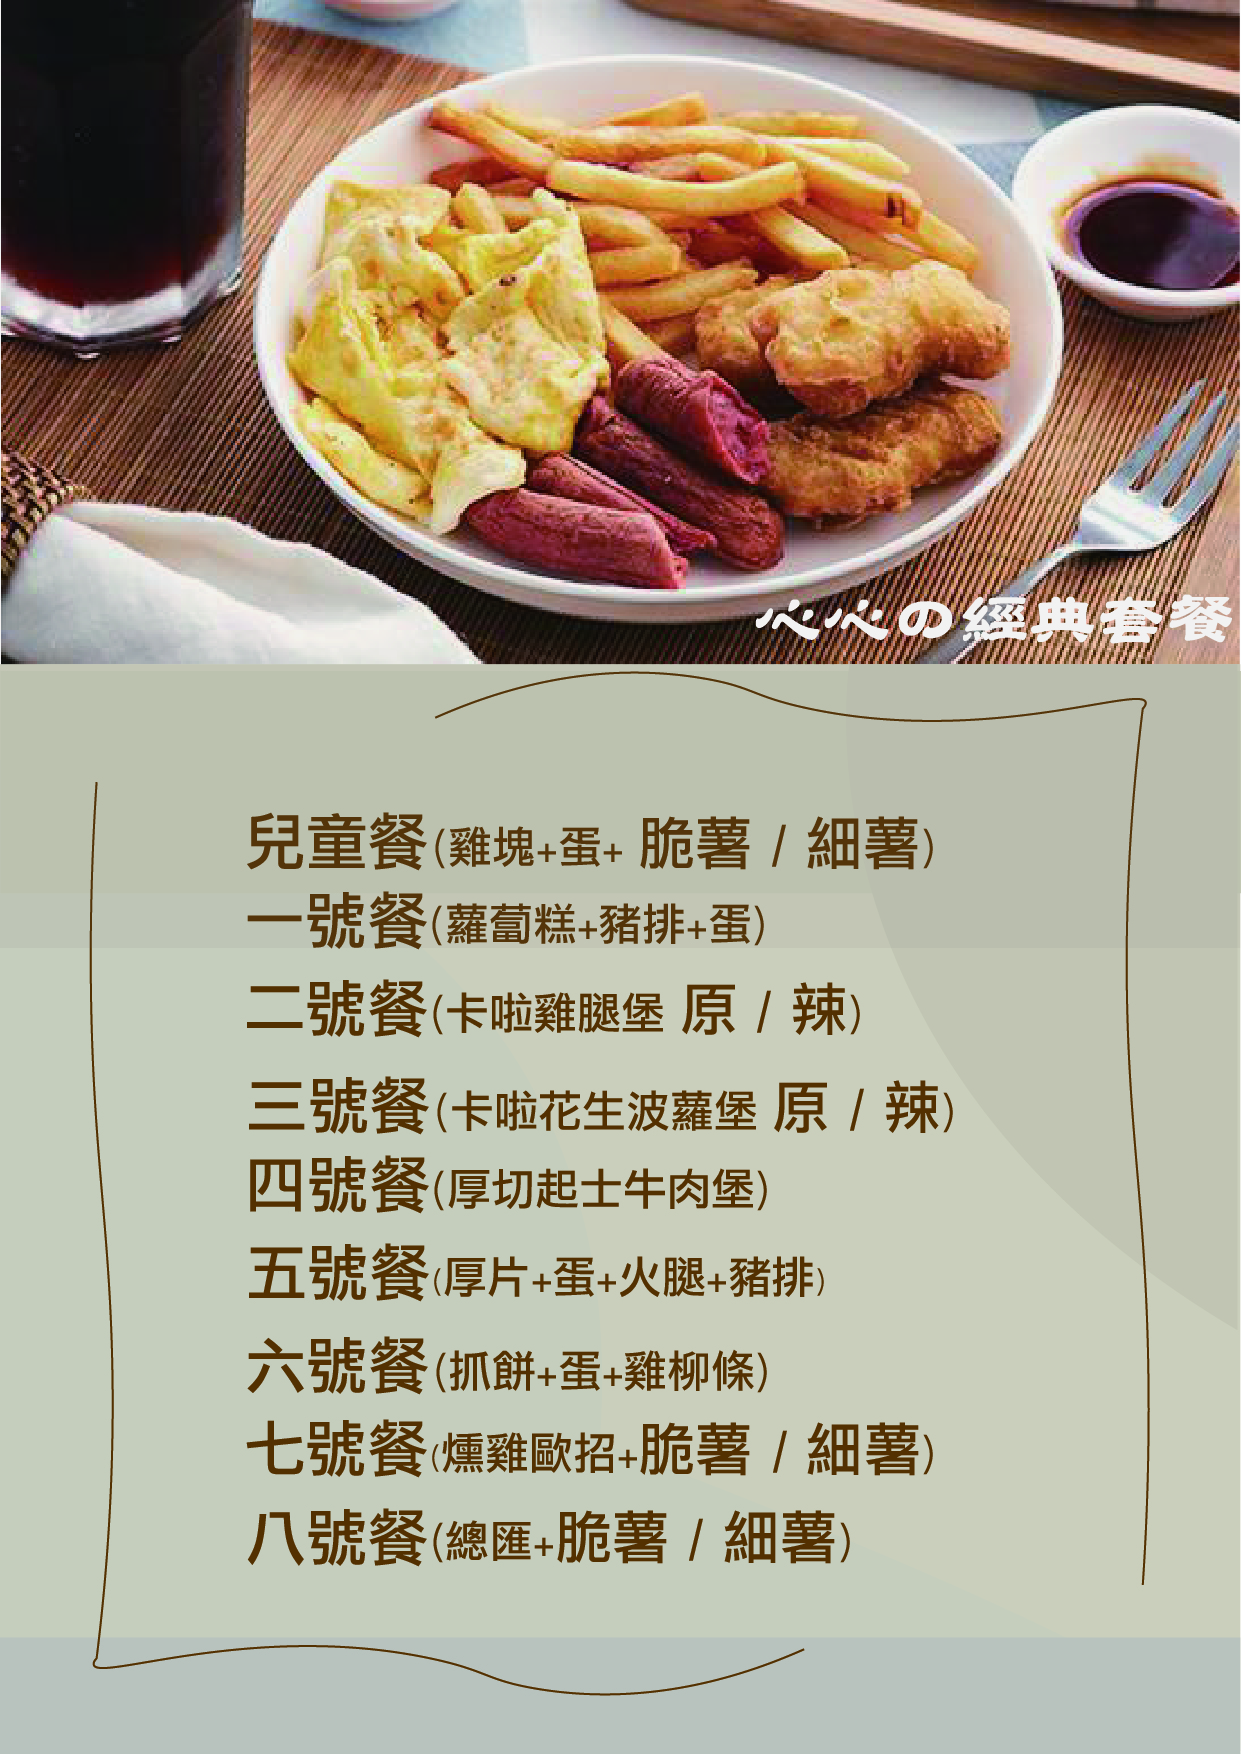 心心の經典套餐
兒童餐(雞塊+蛋+ 脆薯 / 細薯)
一號餐(蘿蔔糕+豬排+蛋)
二號餐(卡啦雞腿堡 原 / 辣)
三號餐(卡啦花生波蘿堡 原 / 辣)
四號餐(厚切起士牛肉堡)
五號餐(厚片+蛋+火腿+豬排)
六號餐(抓餅+蛋+雞柳條)
七號餐(燻雞歐招+脆薯 / 細薯)
八號餐(總匯+脆薯 / 細薯)